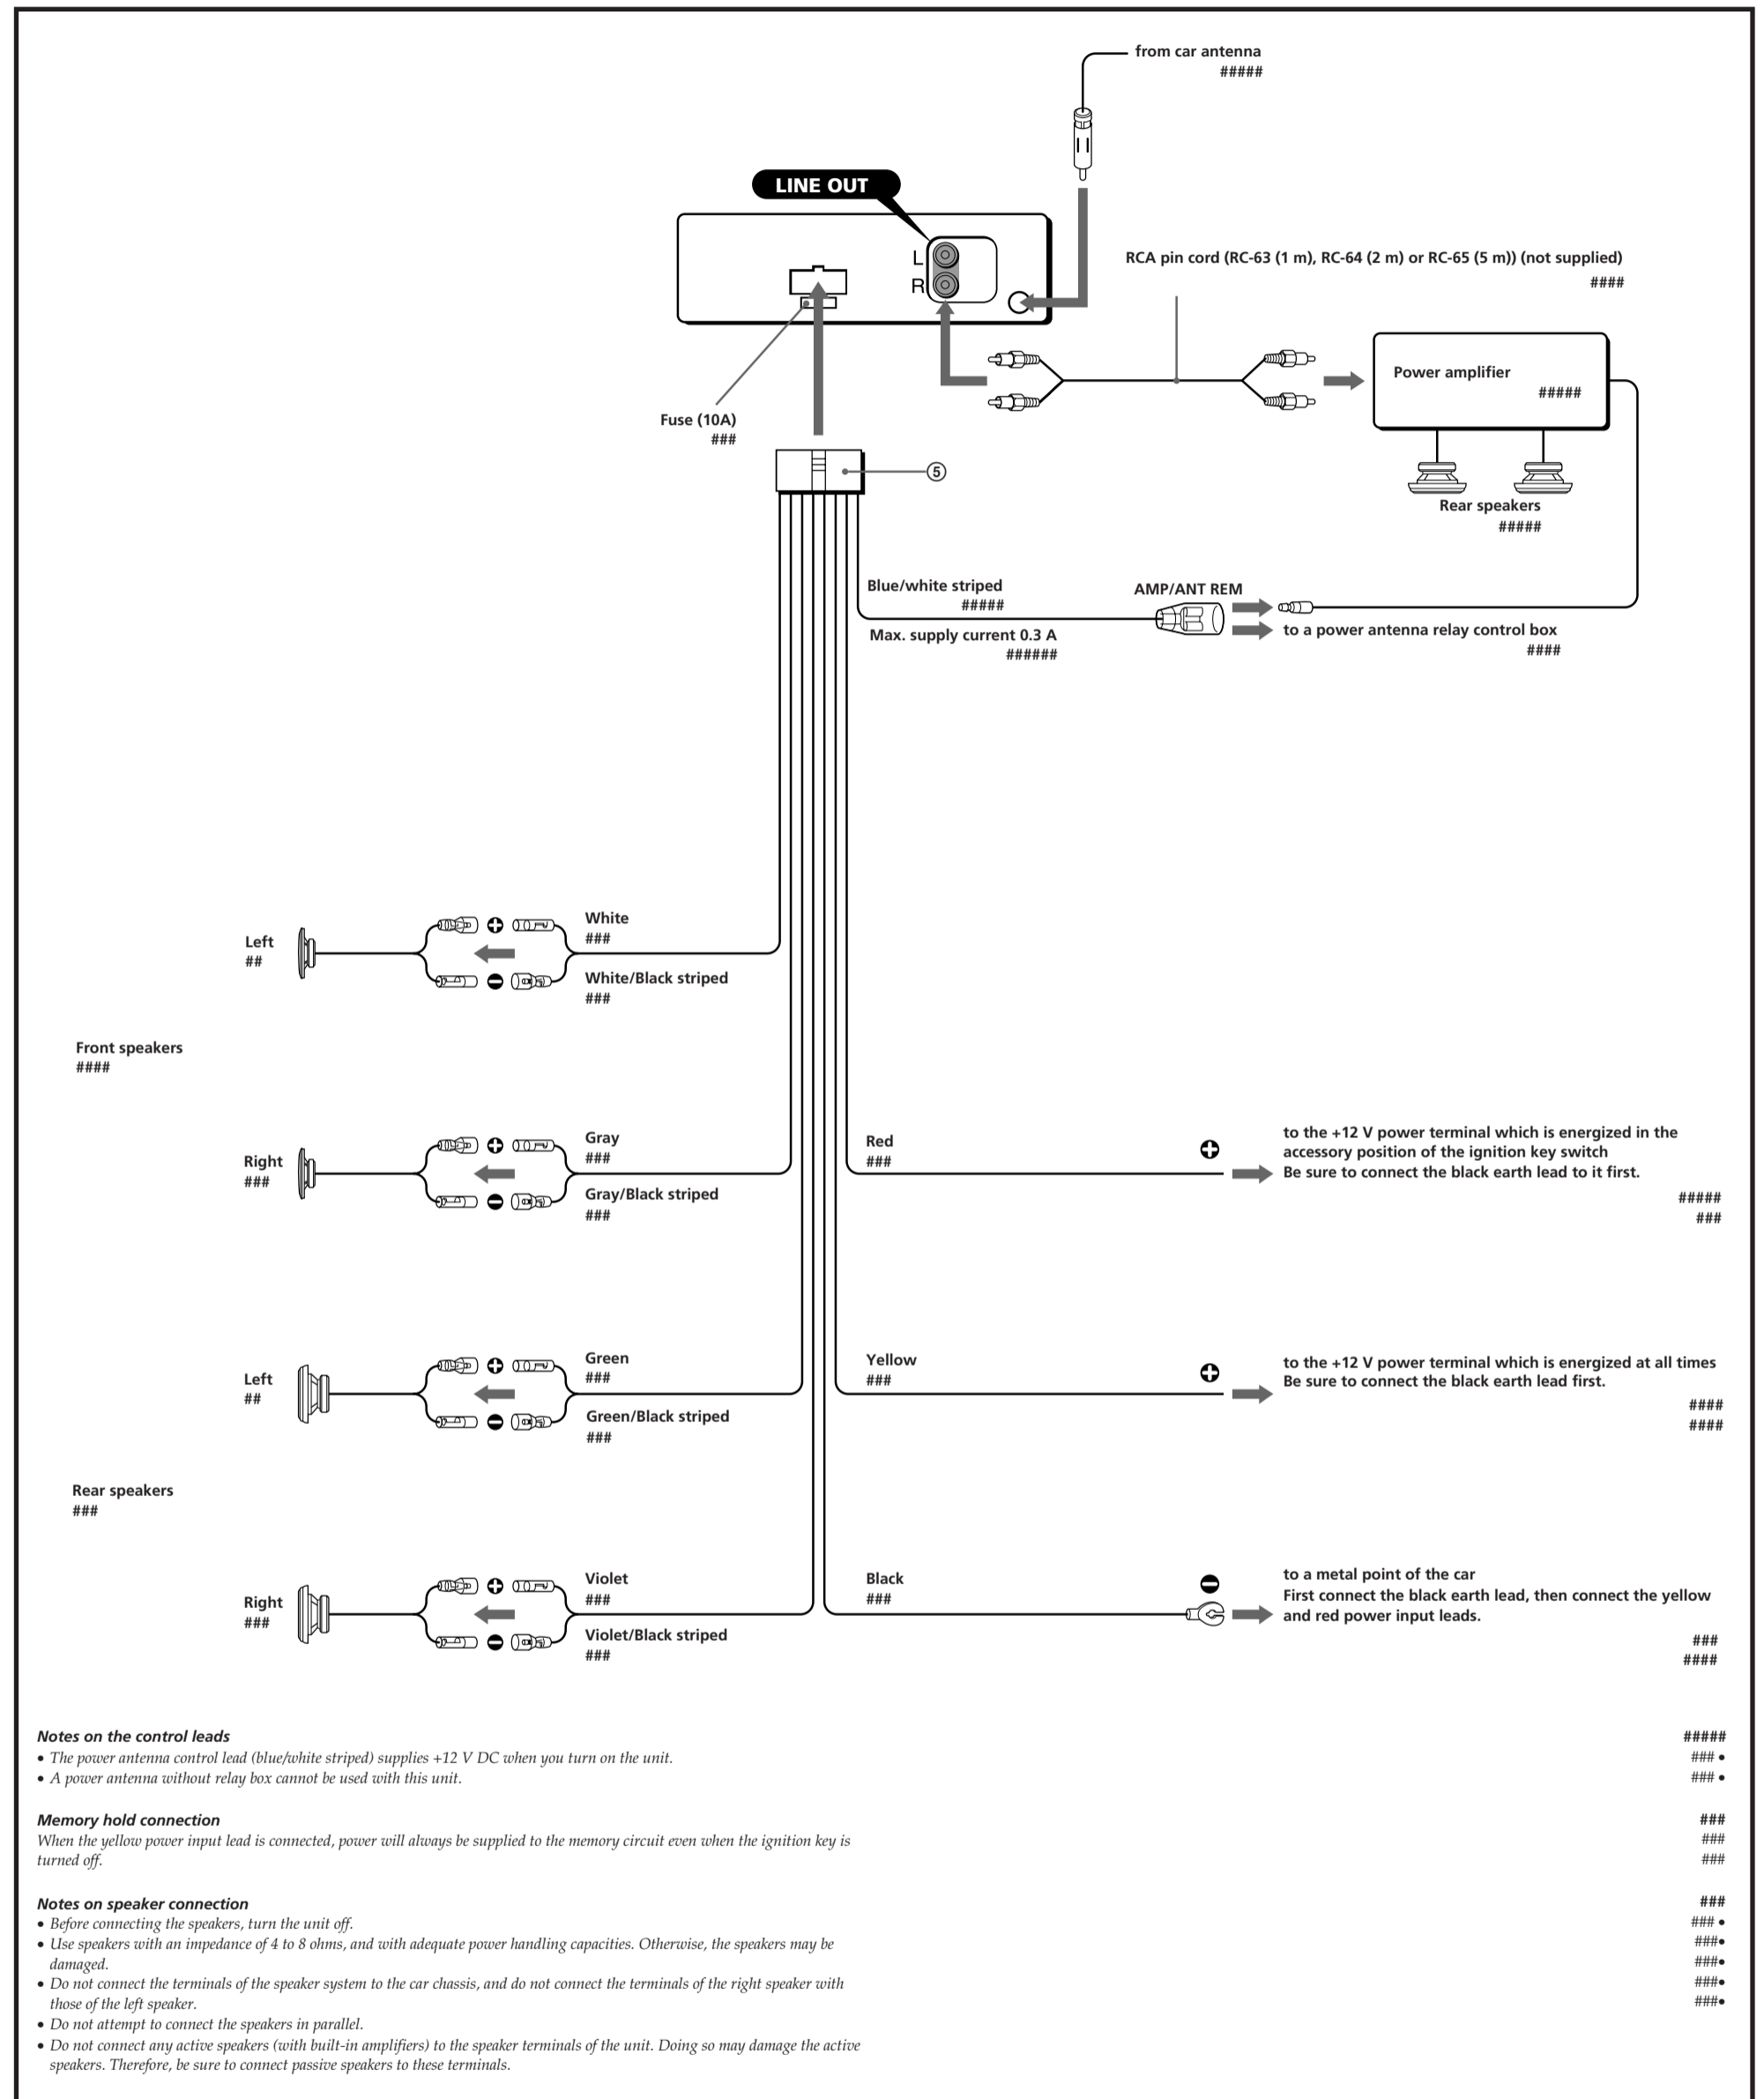 from car antenna
#####
LINE OUT
L
R
RCA pin cord (RC-63 (1 m), RC-64 (2 m) or RC-65 (5 m)) (not supplied)
####
Power amplifier
#####
Fuse (10A)
###
5
Rear speakers
#####
Blue/white striped
#####
Max. supply current 0.3 A
######
AMP/ANT REM
to a power antenna relay control box
####
Left
##
White
###
White/Black striped
###
Front speakers
####
Right
###
Gray
###
Gray/Black striped
###
Red
###
to the +12 V power terminal which is energized in the
accessory position of the ignition key switch
Be sure to connect the black earth lead to it first.
#####
###
Left
##
Green
###
Green/Black striped
###
Yellow
###
to the +12 V power terminal which is energized at all times
Be sure to connect the black earth lead first.
####
####
Rear speakers
###
Right
###
Violet
###
Violet/Black striped
###
Black
###
to a metal point of the car
First connect the black earth lead, then connect the yellow
and red power input leads.
###
####
Notes on the control leads
• The power antenna control lead (blue/white striped) supplies +12 V DC when you turn on the unit.
• A power antenna without relay box cannot be used with this unit.
Memory hold connection
When the yellow power input lead is connected, power will always be supplied to the memory circuit even when the ignition key is
turned off.
Notes on speaker connection
• Before connecting the speakers, turn the unit off.
• Use speakers with an impedance of 4 to 8 ohms, and with adequate power handling capacities. Otherwise, the speakers may be
damaged.
• Do not connect the terminals of the speaker system to the car chassis, and do not connect the terminals of the right speaker with
those of the left speaker.
• Do not attempt to connect the speakers in parallel.
• Do not connect any active speakers (with built-in amplifiers) to the speaker terminals of the unit. Doing so may damage the active
speakers. Therefore, be sure to connect passive speakers to these terminals.
#####
### •
### •
###
###
###
###
### •
###•
###•
###•
###•